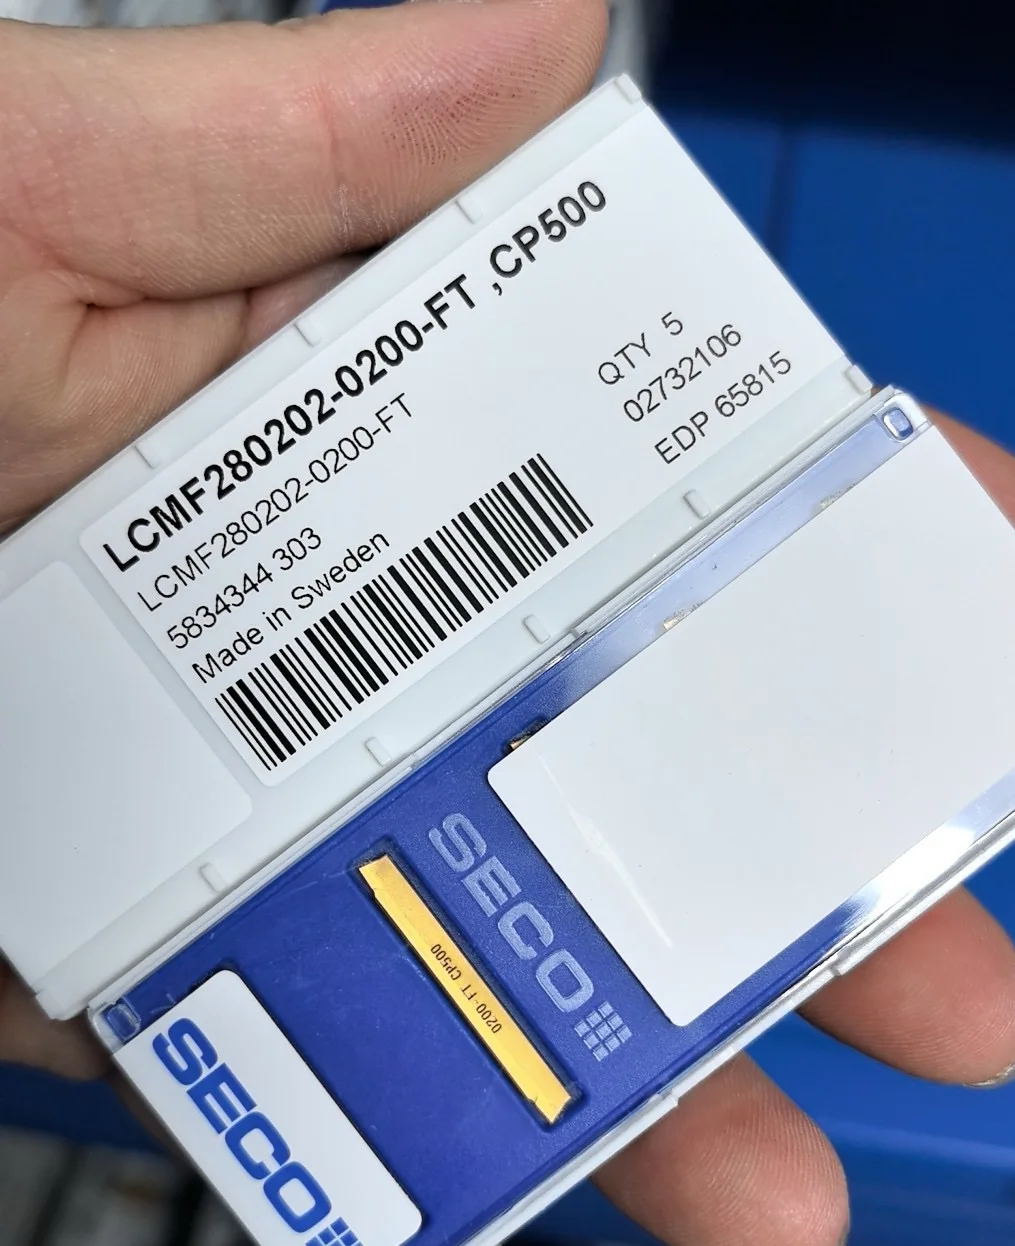 LCMF280202-0200-FT ,CP500
LCMF280202-0200-FT
5834344 303
Made in Sweden
QTY 5
02732106
EDP 65815
SECO
0200-FT CP500
SECO